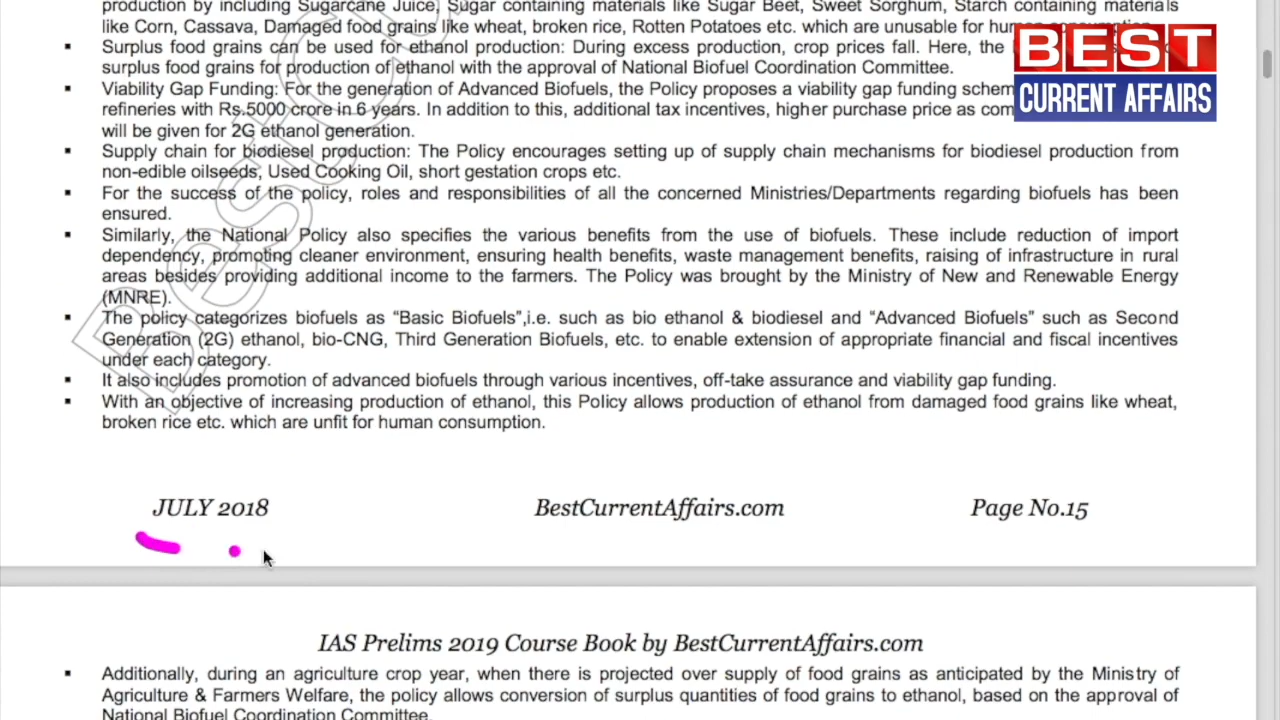 production by including Sugarcane Juice, Sugar containing materials like Sugar Beet, Sweet Sorghum, Starch containing materials
like Corn, Cassava, Damaged food grains like wheat, broken rice, Rotten Potatoes etc. which are unusable for human consumption.
▪ Surplus food grains can be used for ethanol production: During excess production, crop prices fall. Here, the
surplus food grains for production of ethanol with the approval of National Biofuel Coordination Committee.
▪ Viability Gap Funding: For the generation of Advanced Biofuels, the Policy proposes a viability gap funding
refineries with Rs.5000 crore in 6 years. In addition to this, additional tax incentives, higher purchase price as
will be given for 2G ethanol generation.
▪ Supply chain for biodiesel production: The Policy encourages setting up of supply chain mechanisms for biodiesel production from
non-edible oilseeds, Used Cooking Oil, short gestation crops etc.
▪ For the success of the policy, roles and responsibilities of all the concerned Ministries/Departments regarding biofuels has been
ensured.
▪ Similarly, the National Policy also specifies the various benefits from the use of biofuels. These include reduction of import
dependency, promoting cleaner environment, ensuring health benefits, waste management benefits, raising of infrastructure in rural
areas besides providing additional income to the farmers. The Policy was brought by the Ministry of New and Renewable Energy
(MNRE).
▪ The policy categorizes biofuels as “Basic Biofuels”,i.e. such as bio ethanol & biodiesel and “Advanced Biofuels” such as Second
Generation (2G) ethanol, bio-CNG, Third Generation Biofuels, etc. to enable extension of appropriate financial and fiscal incentives
under each category.
▪ It also includes promotion of advanced biofuels through various incentives, off-take assurance and viability gap funding.
▪ With an objective of increasing production of ethanol, this Policy allows production of ethanol from damaged food grains like wheat,
broken rice etc. which are unfit for human consumption.
BEST
CURRENT AFFAIRS
JULY 2018 BestCurrentAffairs.com Page No.15
IAS Prelims 2019 Course Book by BestCurrentAffairs.com
▪ Additionally, during an agriculture crop year, when there is projected over supply of food grains as anticipated by the Ministry of
Agriculture & Farmers Welfare, the policy allows conversion of surplus quantities of food grains to ethanol, based on the approval of
National Biofuel Coordination Committee.